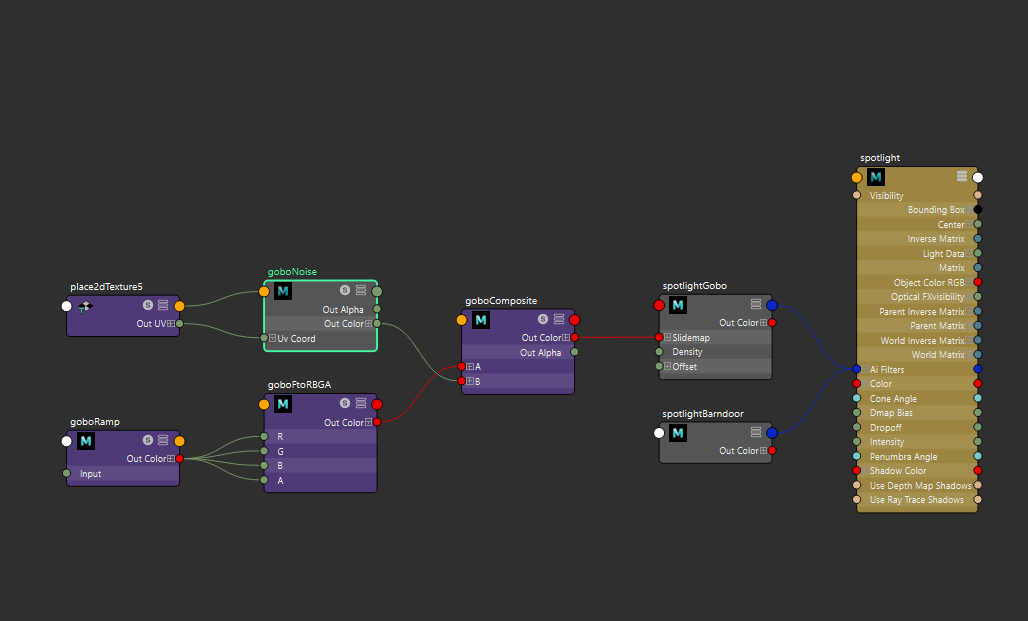 place2dTexture5
Out UV
goboRamp
Out Color
Input
goboNoise
Out Alpha
Out Color
Uv Coord
goboFtoRBGA
Out Color
R
G
B
A
goboComposite
Out Color
Out Alpha
A
B
spotlightGobo
Out Color
Slidemap
Density
Offset
spotlightBarndoor
Out Color
spotlight
Visibility
Bounding Box
Center
Inverse Matrix
Light Data
Matrix
Object Color RGB
Optical FXvisibility
Parent Inverse Matrix
Parent Matrix
World Inverse Matrix
World Matrix
Ai Filters
Color
Cone Angle
Dmap Bias
Dropoff
Intensity
Penumbra Angle
Shadow Color
Use Depth Map Shadows
Use Ray Trace Shadows